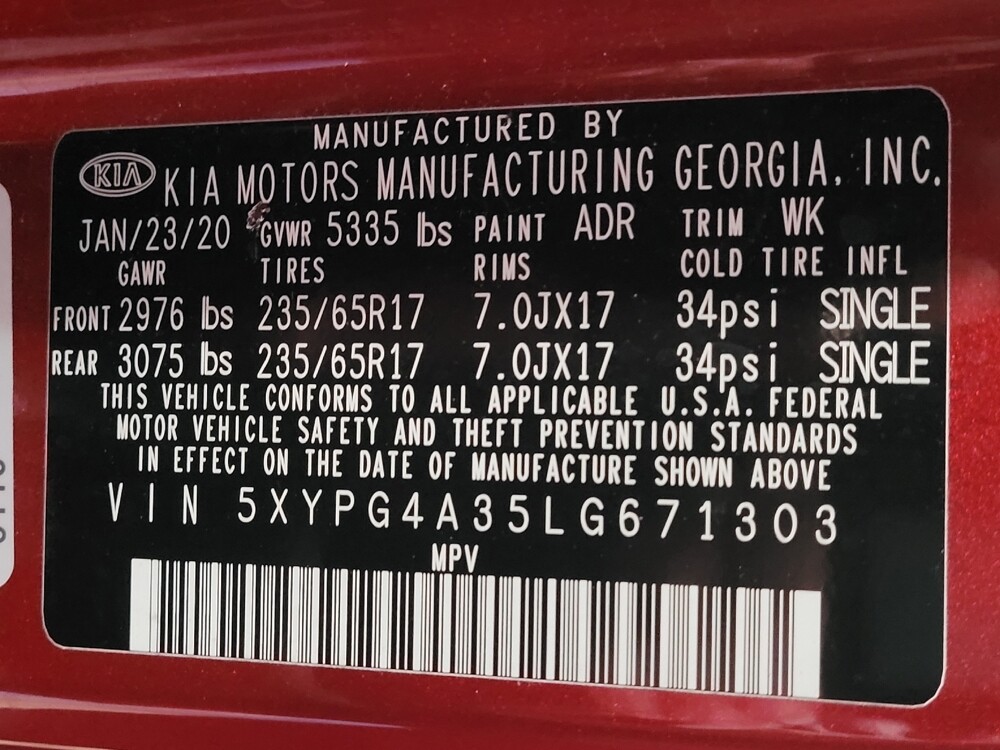 MANUFACTURED BY
KIA KIA MOTORS MANUFACTURING GEORGIA, INC.
JAN/23/20 GVWR 5335 lbs PAINT ADR TRIM WK
GAWR TIRES RIMS COLD TIRE INFL
FRONT 2976 lbs 235/65R17 7.0JX17 34psi SINGLE
REAR 3075 lbs 235/65R17 7.0JX17 34psi SINGLE
THIS VEHICLE CONFORMS TO ALL APPLICABLE U.S.A. FEDERAL
MOTOR VEHICLE SAFETY AND THEFT PREVENTION STANDARDS
IN EFFECT ON THE DATE OF MANUFACTURE SHOWN ABOVE
VIN 5XYPG4A35LG671303
MPV